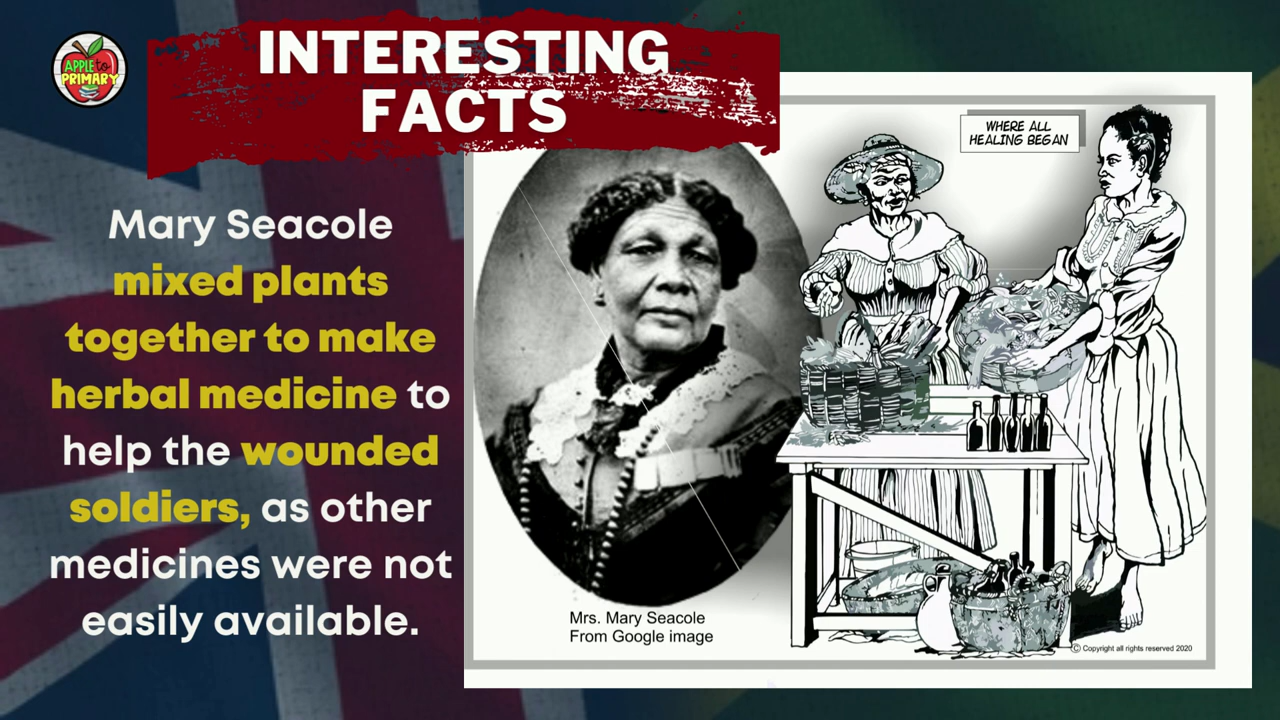 APPLE to
PRIMARY
INTERESTING
FACTS
Mary Seacole
mixed plants
together to make
herbal medicine to
help the wounded
soldiers, as other
medicines were not
easily available.
WHERE ALL
HEALING BEGAN
Mrs. Mary Seacole
From Google image
© Copyright all rights reserved 2020